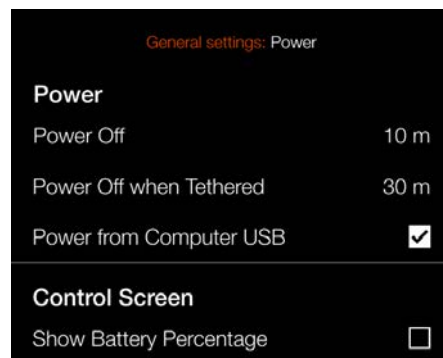 General settings: Power
Power
Power Off 10 m
Power Off when Tethered 30 m
Power from Computer USB
Control Screen
Show Battery Percentage